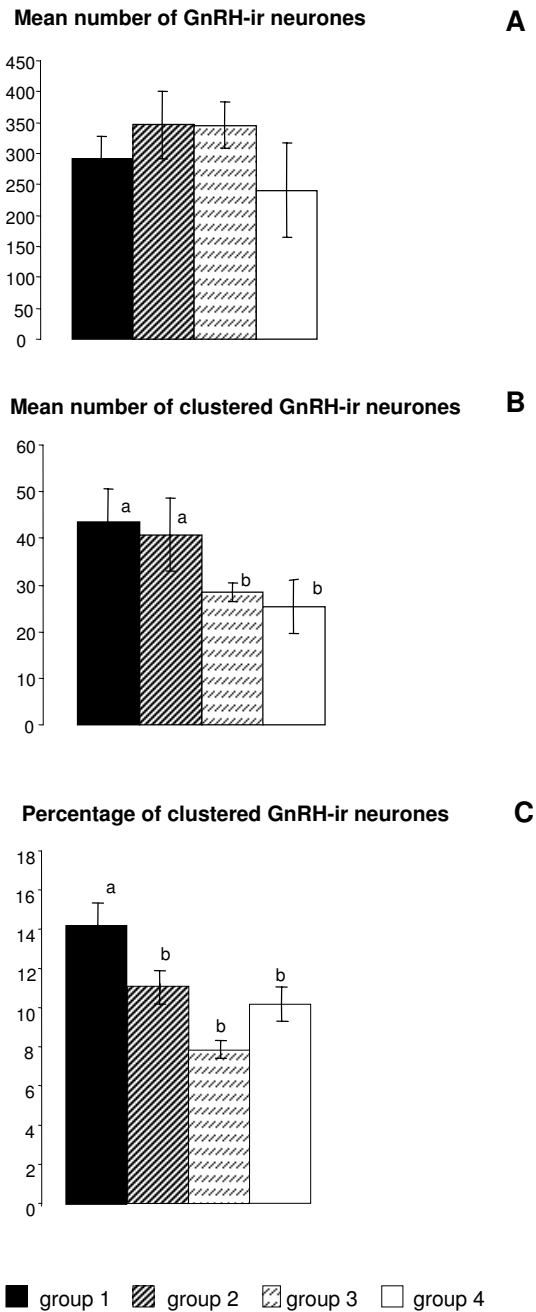 Mean number of GnRH-ir neurones
A
450
400
350
300
250
200
150
100
50
0
Mean number of clustered GnRH-ir neurones
B
60
50
40
30
20
10
0
a
a
b
b
Percentage of clustered GnRH-ir neurones
C
18
16
14
12
10
8
6
4
2
0
a
b
b
b
group 1 group 2 group 3 group 4